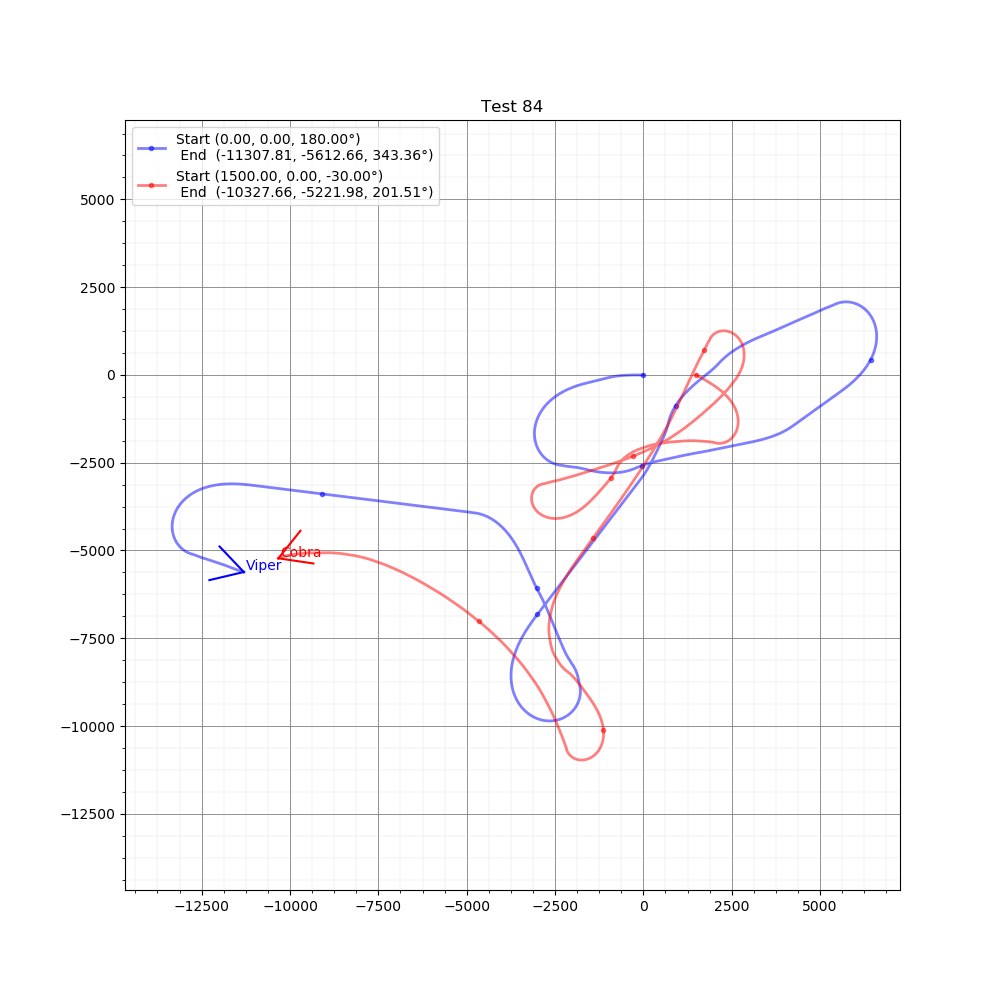 Test 84
Start (0.00, 0.00, 180.00°)
End  (-11307.81, -5612.66, 343.36°)
Start (1500.00, 0.00, -30.00°)
End  (-10327.66, -5221.98, 201.51°)
5000
2500
0
−2500
−5000
−7500
−10000
−12500
Cobra
Viper
−12500 −10000 −7500 −5000 −2500 0 2500 5000